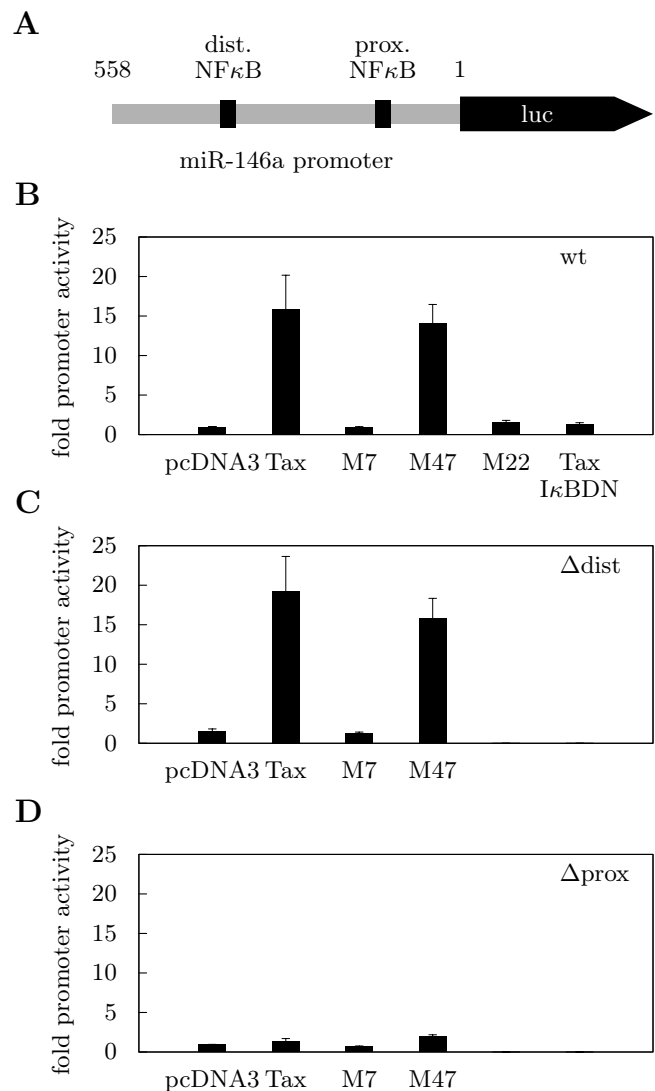 A
dist. prox.
558 NFκB NFκB 1
luc
miR-146a promoter
B
fold promoter activity
25
20
15
10
5
0
wt
pcDNA3 Tax M7 M47 M22 Tax
IκBDN
C
fold promoter activity
25
20
15
10
5
0
Δdist
pcDNA3 Tax M7 M47
D
fold promoter activity
25
20
15
10
5
0
Δprox
pcDNA3 Tax M7 M47